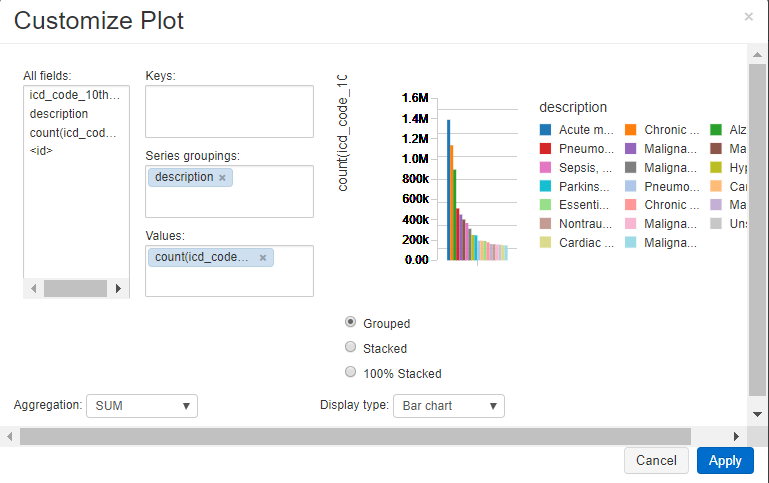 Customize Plot
×
All fields:
icd_code_10th...
description
count(icd_cod...
<id>
Keys:
Series groupings:
description ×
Values:
count(icd_code... ×
count(icd_code_10
1.6M
1.4M
1.2M
1.0M
800k
600k
400k
200k
0.00
description
Acute m...
Chronic ...
Alz
Pneumo...
Maligna...
Ma
Sepsis, ...
Maligna...
Hyp
Parkins...
Pneumo...
Car
Essenti...
Chronic ...
Ma
Nontrau...
Maligna...
Uns
Cardiac ...
Maligna...
Grouped
Stacked
100% Stacked
Aggregation: SUM
Display type: Bar chart
Cancel
Apply